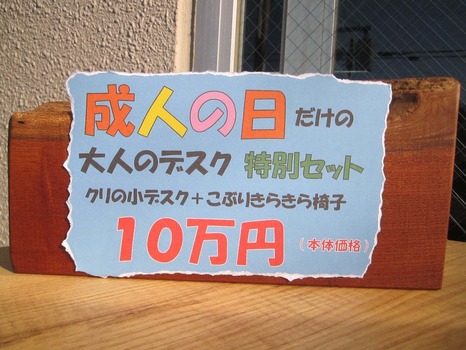 成人の日だけの
大人のデスク 特別セット
クリの小デスク+こぶりきらきら椅子
10万円(本体価格)